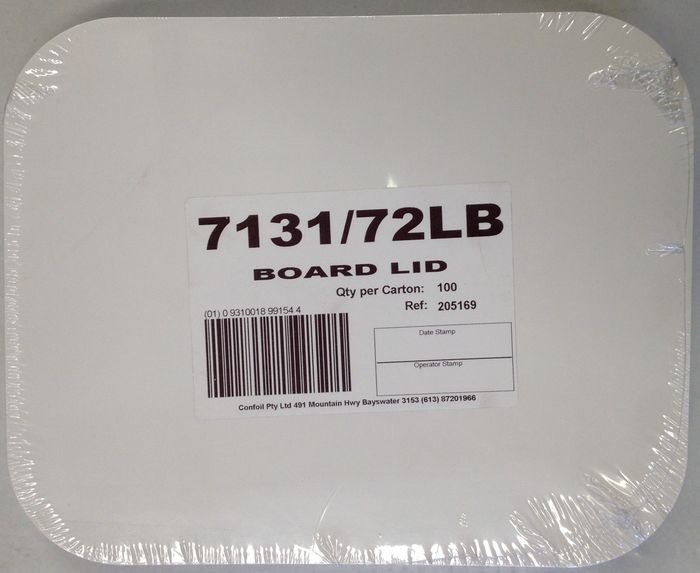 7131/72LB
BOARD LID
Qty per Carton: 100
Ref: 205169
(01) 0 9310018 99154 4
Date Stamp
Operator Stamp
Confoil Pty Ltd 491 Mountain Hwy Bayswater 3153 (613) 87201966